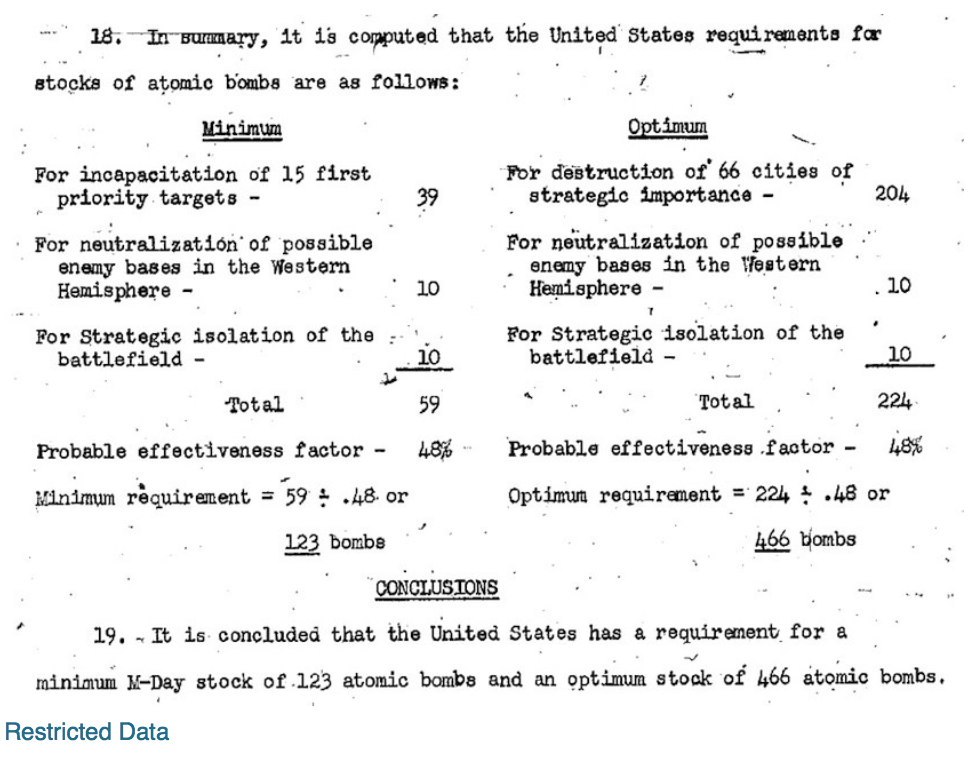 18. In summary, it is computed that the United States requirements for
stocks of atomic bombs are as follows:
Minimum
For incapacitation of 15 first
priority targets - 39
For neutralization of possible
enemy bases in the Western
Hemisphere - 10
For Strategic isolation of the
battlefield - 10
Total 59
Probable effectiveness factor - 48%
Minimum requirement = 59 ÷ .48 or
123 bombs
Optimum
For destruction of 66 cities of
strategic importance - 204
For neutralization of possible
enemy bases in the Western
Hemisphere - 10
For Strategic isolation of the
battlefield - 10
Total 224
Probable effectiveness factor - 48%
Optimum requirement = 224 ÷ .48 or
466 bombs
CONCLUSIONS
19. It is concluded that the United States has a requirement for a
minimum M-Day stock of 123 atomic bombs and an optimum stock of 466 atomic bombs.
Restricted Data